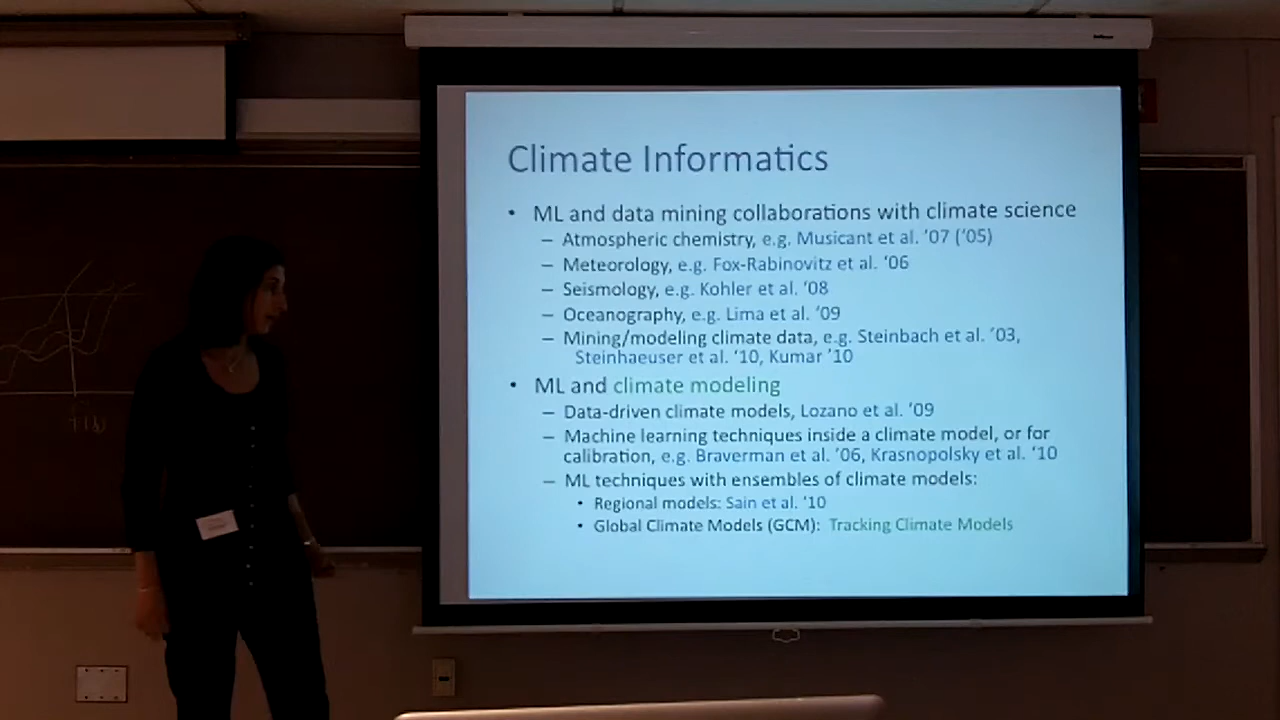 Climate Informatics
• ML and data mining collaborations with climate science
– Atmospheric chemistry, e.g. Musicant et al. ’07 (’05)
– Meteorology, e.g. Fox-Rabinovitz et al. ’06
– Seismology, e.g. Kohler et al. ’08
– Oceanography, e.g. Lima et al. ’09
– Mining/modeling climate data, e.g. Steinbach et al. ’03,
Steinhaeuser et al. ’10, Kumar ’10
• ML and climate modeling
– Data-driven climate models, Lozano et al. ’09
– Machine learning techniques inside a climate model, or for
calibration, e.g. Braverman et al. ’06, Krasnopolsky et al. ’10
– ML techniques with ensembles of climate models:
• Regional models: Sain et al. ’10
• Global Climate Models (GCM): Tracking Climate Models